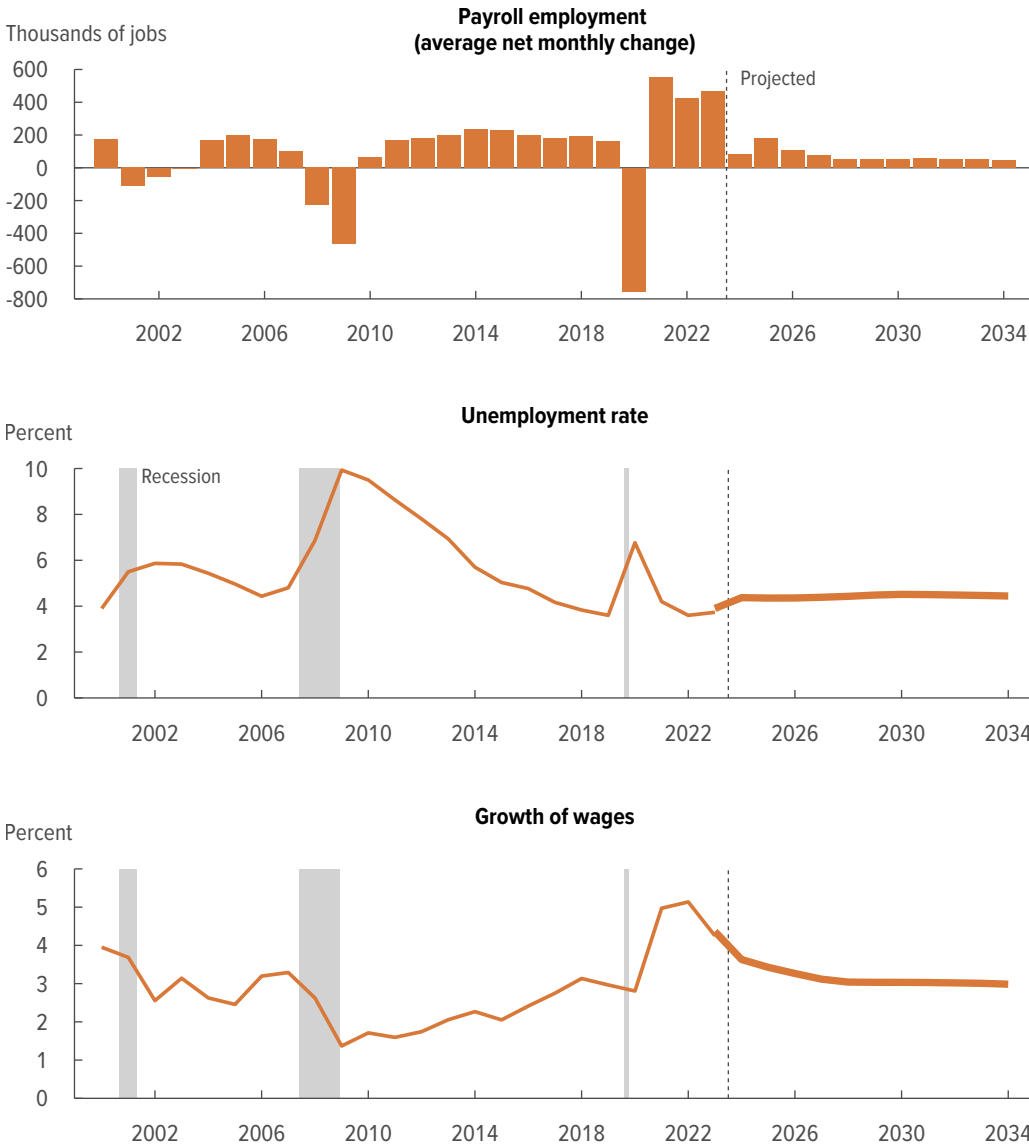 Payroll employment
Thousands of jobs
(average net monthly change)
600
Projected
400
200
0
-200
-400
-600
-800
2002 2006 2010 2014 2018 2022 2026 2030 2034
Unemployment rate
Percent
10
Recession
8
6
4
2
0
2002 2006 2010 2014 2018 2022 2026 2030 2034
Growth of wages
Percent
6
5
4
3
2
1
0
2002 2006 2010 2014 2018 2022 2026 2030 2034